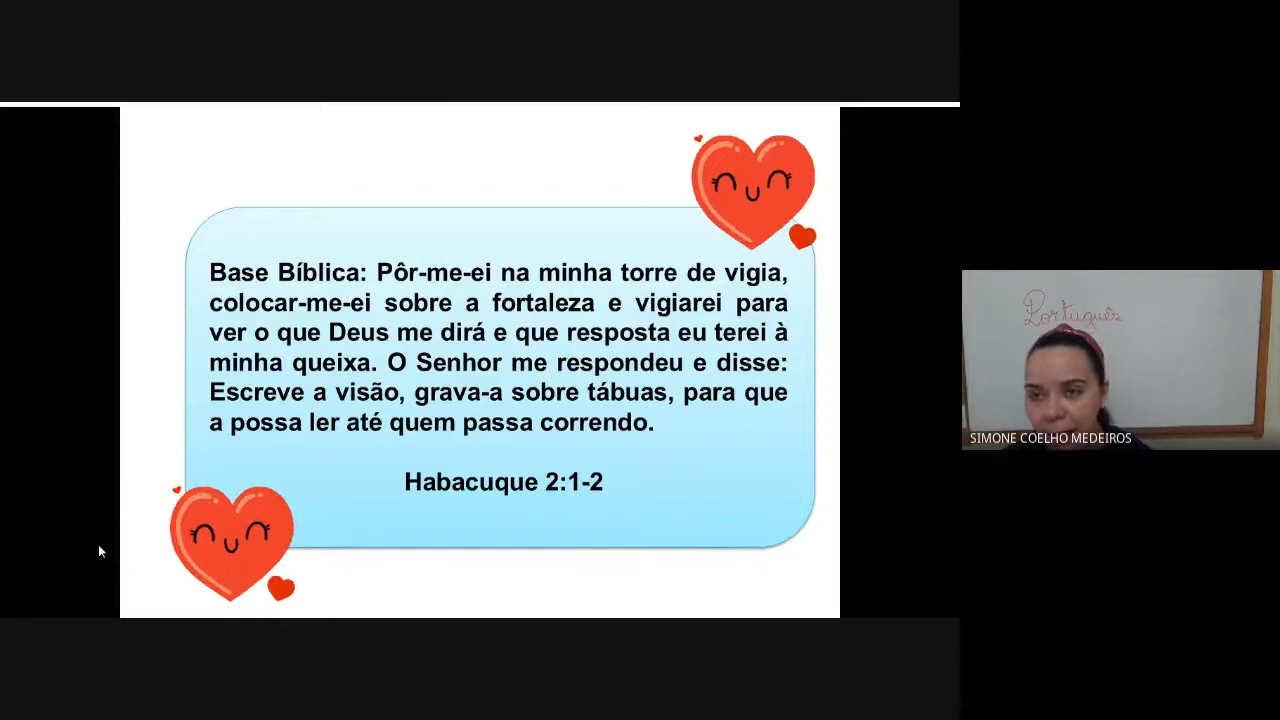 Base Bíblica: Pôr-me-ei na minha torre de vigia,
colocar-me-ei sobre a fortaleza e vigiarei para
ver o que Deus me dirá e que resposta eu terei à
minha queixa. O Senhor me respondeu e disse:
Escreve a visão, grava-a sobre tábuas, para que
a possa ler até quem passa correndo.
Habacuque 2:1-2
Português
SIMONE COELHO MEDEIROS